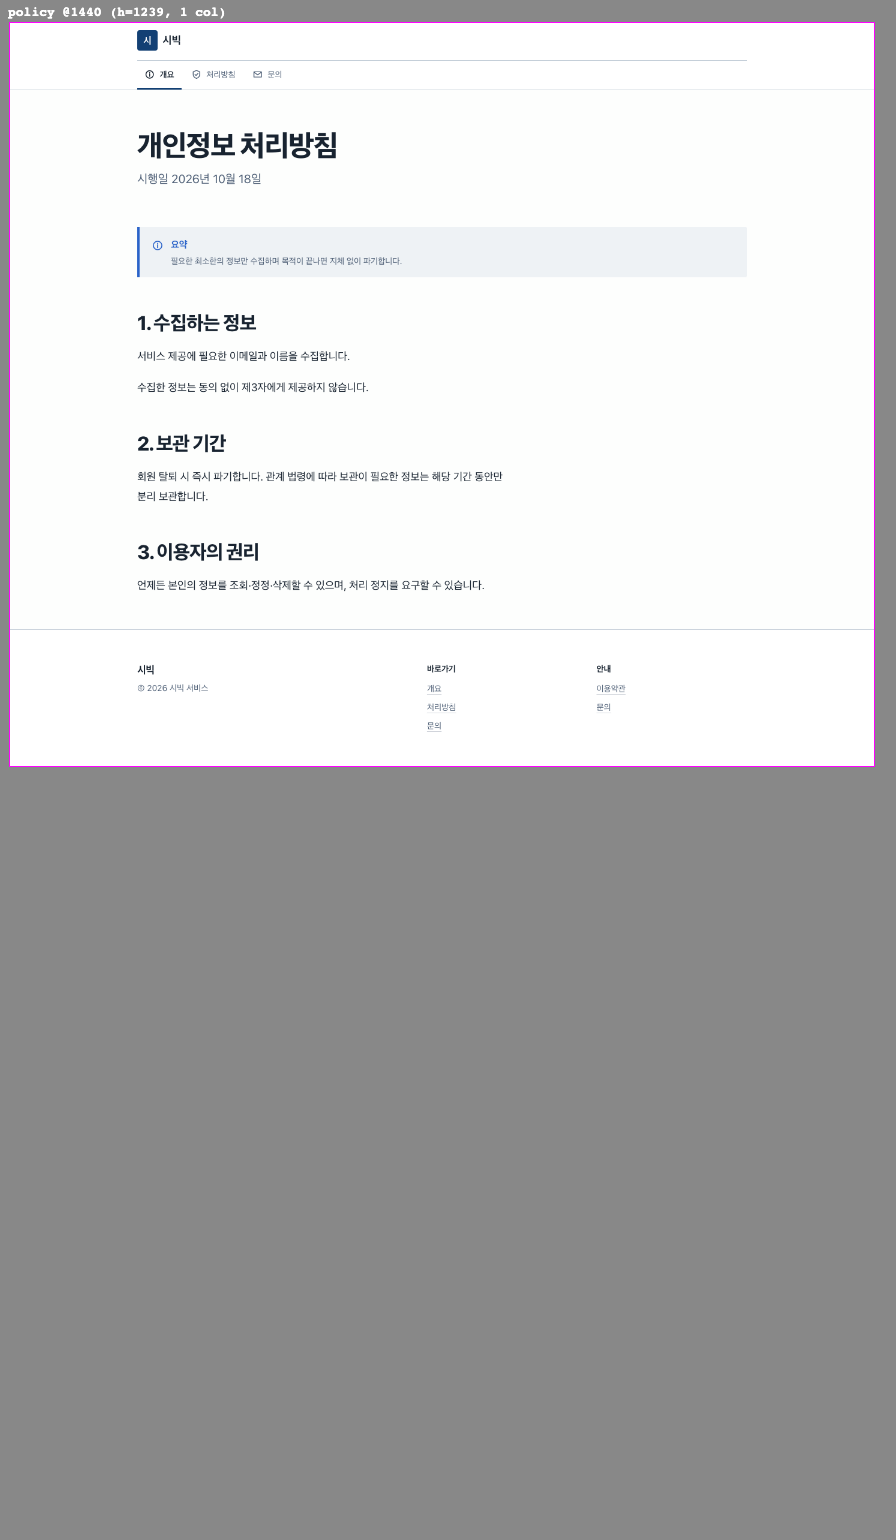 policy @1440 (h=1239, 1 col)
시 시빅
개요 처리방침 문의
개인정보 처리방침
시행일 2026년 10월 18일
요약
필요한 최소한의 정보만 수집하며 목적이 끝나면 지체 없이 파기합니다.
1. 수집하는 정보
서비스 제공에 필요한 이메일과 이름을 수집합니다.
수집한 정보는 동의 없이 제3자에게 제공하지 않습니다.
2. 보관 기간
회원 탈퇴 시 즉시 파기합니다. 관계 법령에 따라 보관이 필요한 정보는 해당 기간 동안만
분리 보관합니다.
3. 이용자의 권리
언제든 본인의 정보를 조회·정정·삭제할 수 있으며, 처리 정지를 요구할 수 있습니다.
시빅
© 2026 시빅 서비스
바로가기
개요
처리방침
문의
안내
이용약관
문의